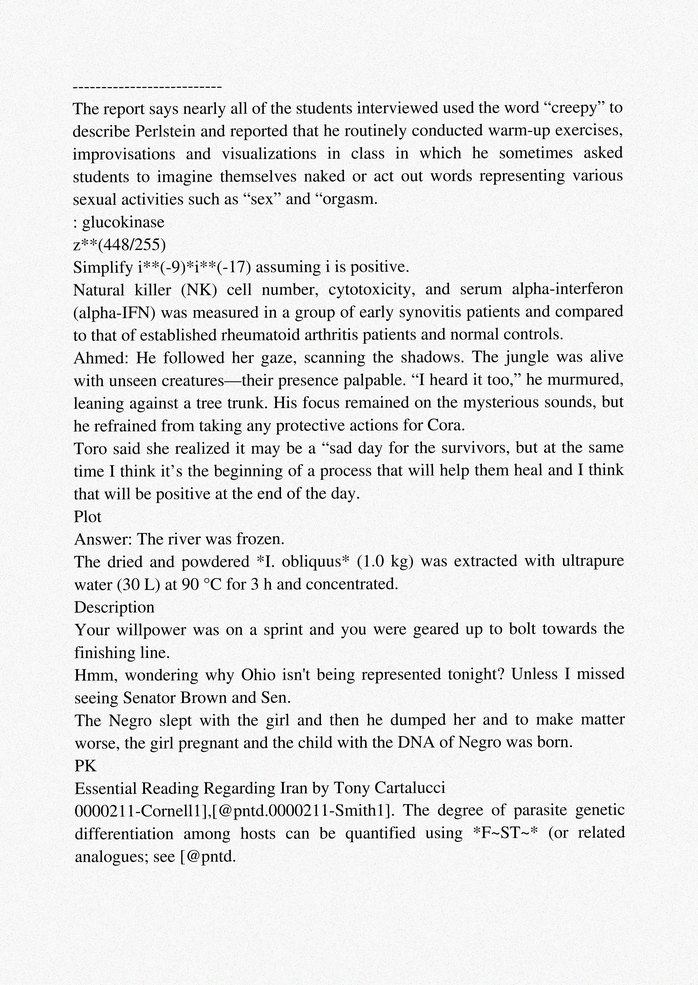 --------------------------
The report says nearly all of the students interviewed used the word “creepy” to
describe Perlstein and reported that he routinely conducted warm-up exercises,
improvisations and visualizations in class in which he sometimes asked
students to imagine themselves naked or act out words representing various
sexual activities such as “sex” and “orgasm.
: glucokinase
z**(448/255)
Simplify i**(-9)*i**(-17) assuming i is positive.
Natural killer (NK) cell number, cytotoxicity, and serum alpha-interferon
(alpha-IFN) was measured in a group of early synovitis patients and compared
to that of established rheumatoid arthritis patients and normal controls.
Ahmed: He followed her gaze, scanning the shadows. The jungle was alive
with unseen creatures—their presence palpable. “I heard it too,” he murmured,
leaning against a tree trunk. His focus remained on the mysterious sounds, but
he refrained from taking any protective actions for Cora.
Toro said she realized it may be a “sad day for the survivors, but at the same
time I think it’s the beginning of a process that will help them heal and I think
that will be positive at the end of the day.
Plot
Answer: The river was frozen.
The dried and powdered *I. obliquus* (1.0 kg) was extracted with ultrapure
water (30 L) at 90 °C for 3 h and concentrated.
Description
Your willpower was on a sprint and you were geared up to bolt towards the
finishing line.
Hmm, wondering why Ohio isn't being represented tonight? Unless I missed
seeing Senator Brown and Sen.
The Negro slept with the girl and then he dumped her and to make matter
worse, the girl pregnant and the child with the DNA of Negro was born.
PK
Essential Reading Regarding Iran by Tony Cartalucci
0000211-Cornell1],[@pntd.0000211-Smith1]. The degree of parasite genetic
differentiation among hosts can be quantified using *F~ST~* (or related
analogues; see [@pntd.